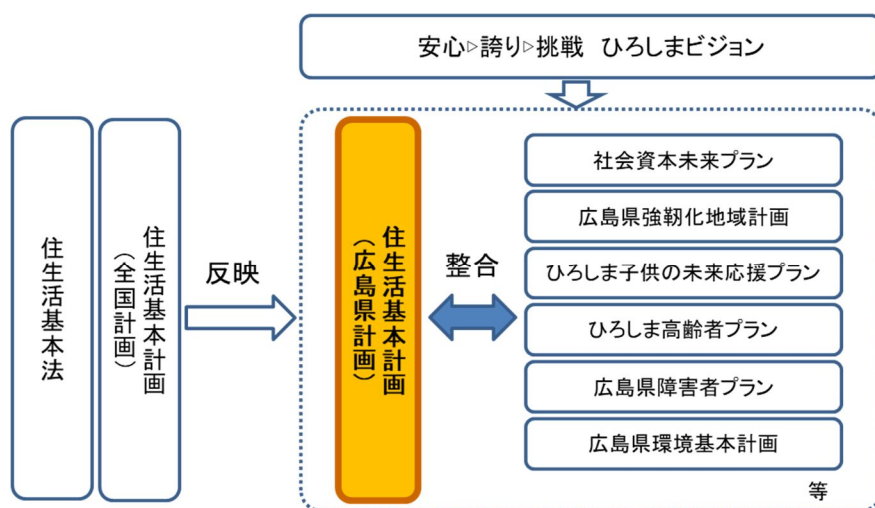 安心▷誇り▷挑戦 ひろしまビジョン
住生活基本法
住生活基本計画
（全国計画）
反映
住生活基本計画
（広島県計画）
整合
社会資本未来プラン
広島県強靱化地域計画
ひろしま子供の未来応援プラン
ひろしま高齢者プラン
広島県障害者プラン
広島県環境基本計画
等